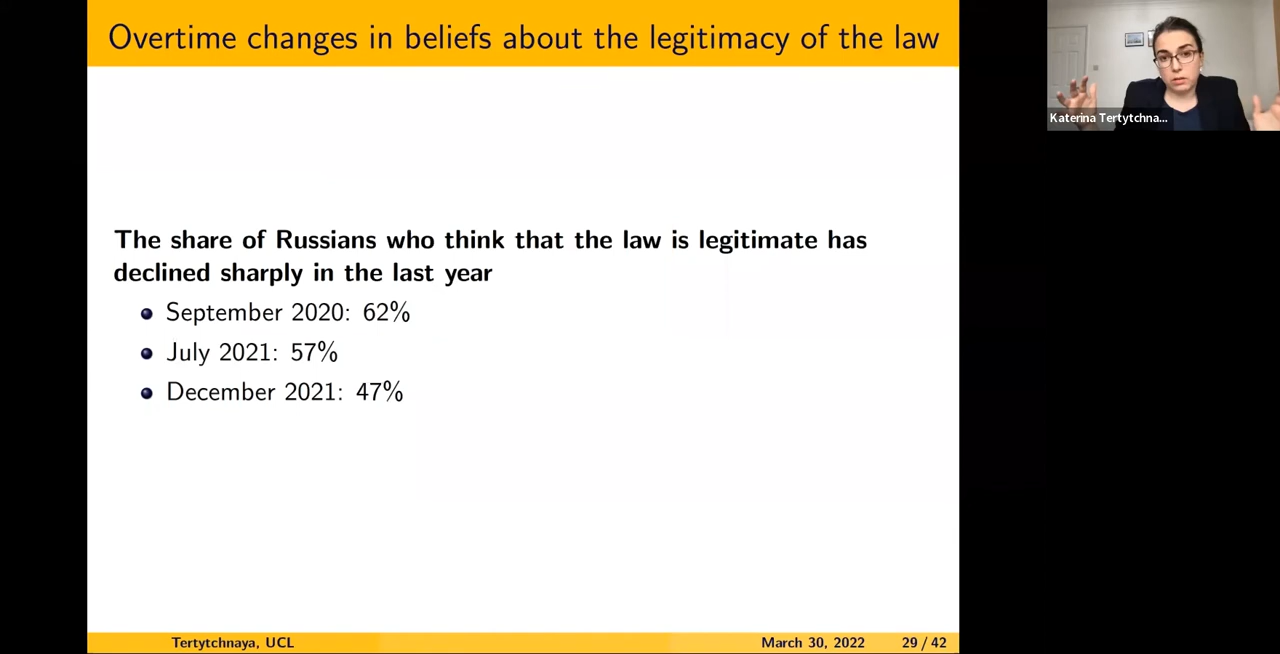 Overtime changes in beliefs about the legitimacy of the law
Katerina Tertytchna...
The share of Russians who think that the law is legitimate has
declined sharply in the last year
September 2020: 62%
July 2021: 57%
December 2021: 47%
Tertytchnaya, UCL
March 30, 2022
29 / 42